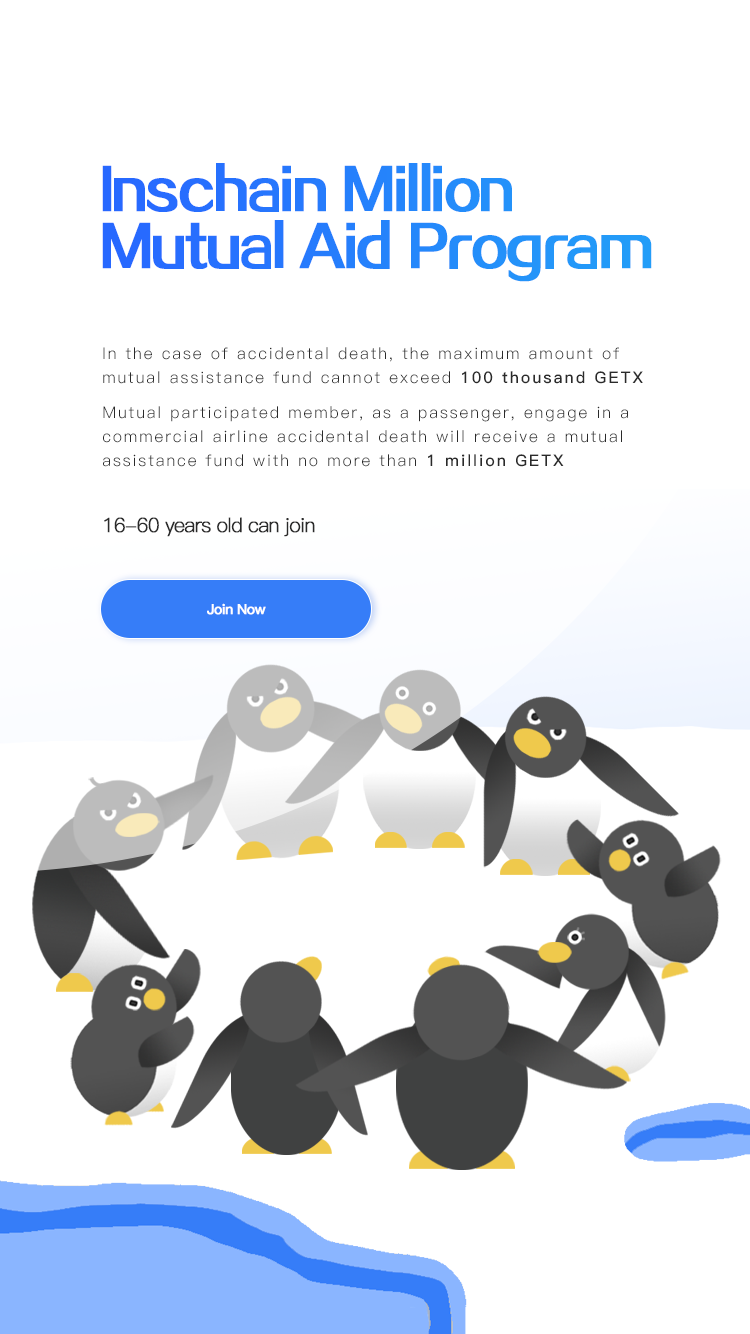 Inschain Million
Mutual Aid Program
In the case of accidental death, the maximum amount of
mutual assistance fund cannot exceed 100 thousand GETX
Mutual participated member, as a passenger, engage in a
commercial airline accidental death will receive a mutual
assistance fund with no more than 1 million GETX
16–60 years old can join
Join Now